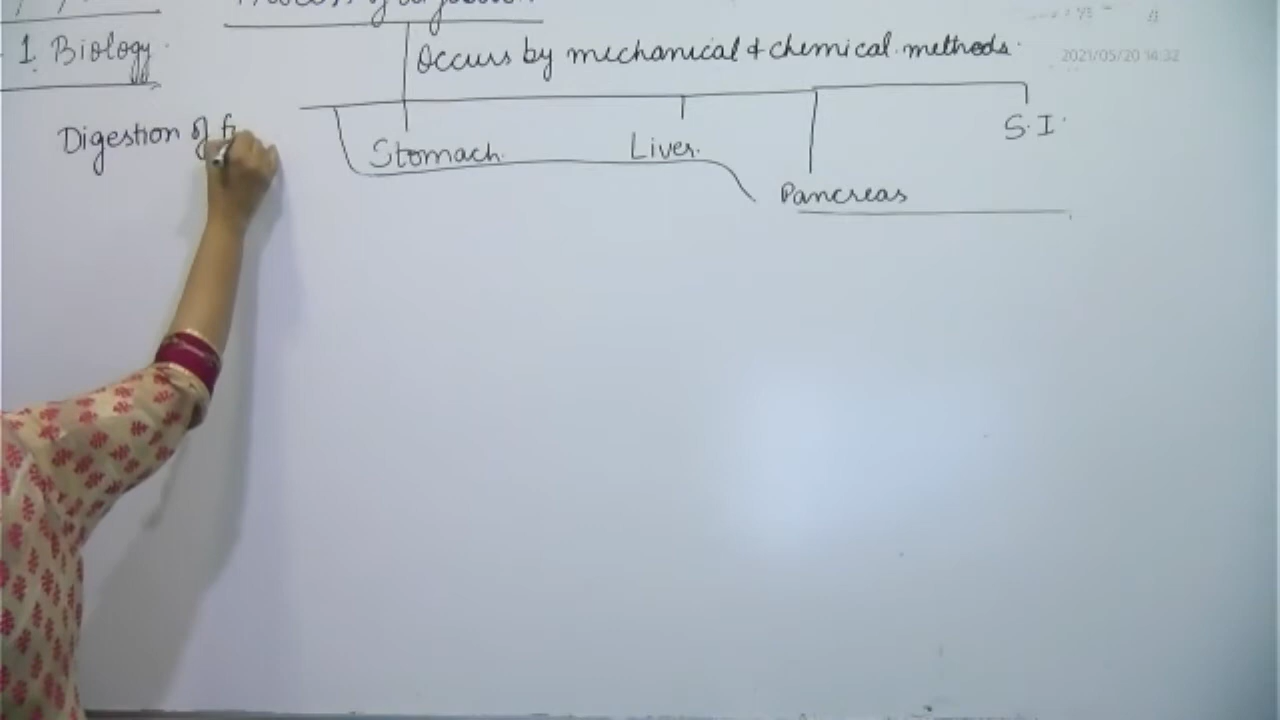 1. Biology.
Occurs by mechanical & chemical methods.
2021/05/20 14:32
Digestion of
Stomach.
Liver.
S.I.
Pancreas